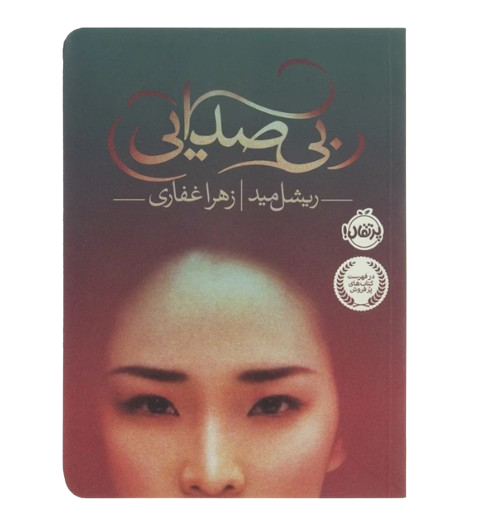 بی‌صدایی
ریشل مید | زهرا غفاری
پرتقال!
در فهرست
کتاب‌های
پرفروش